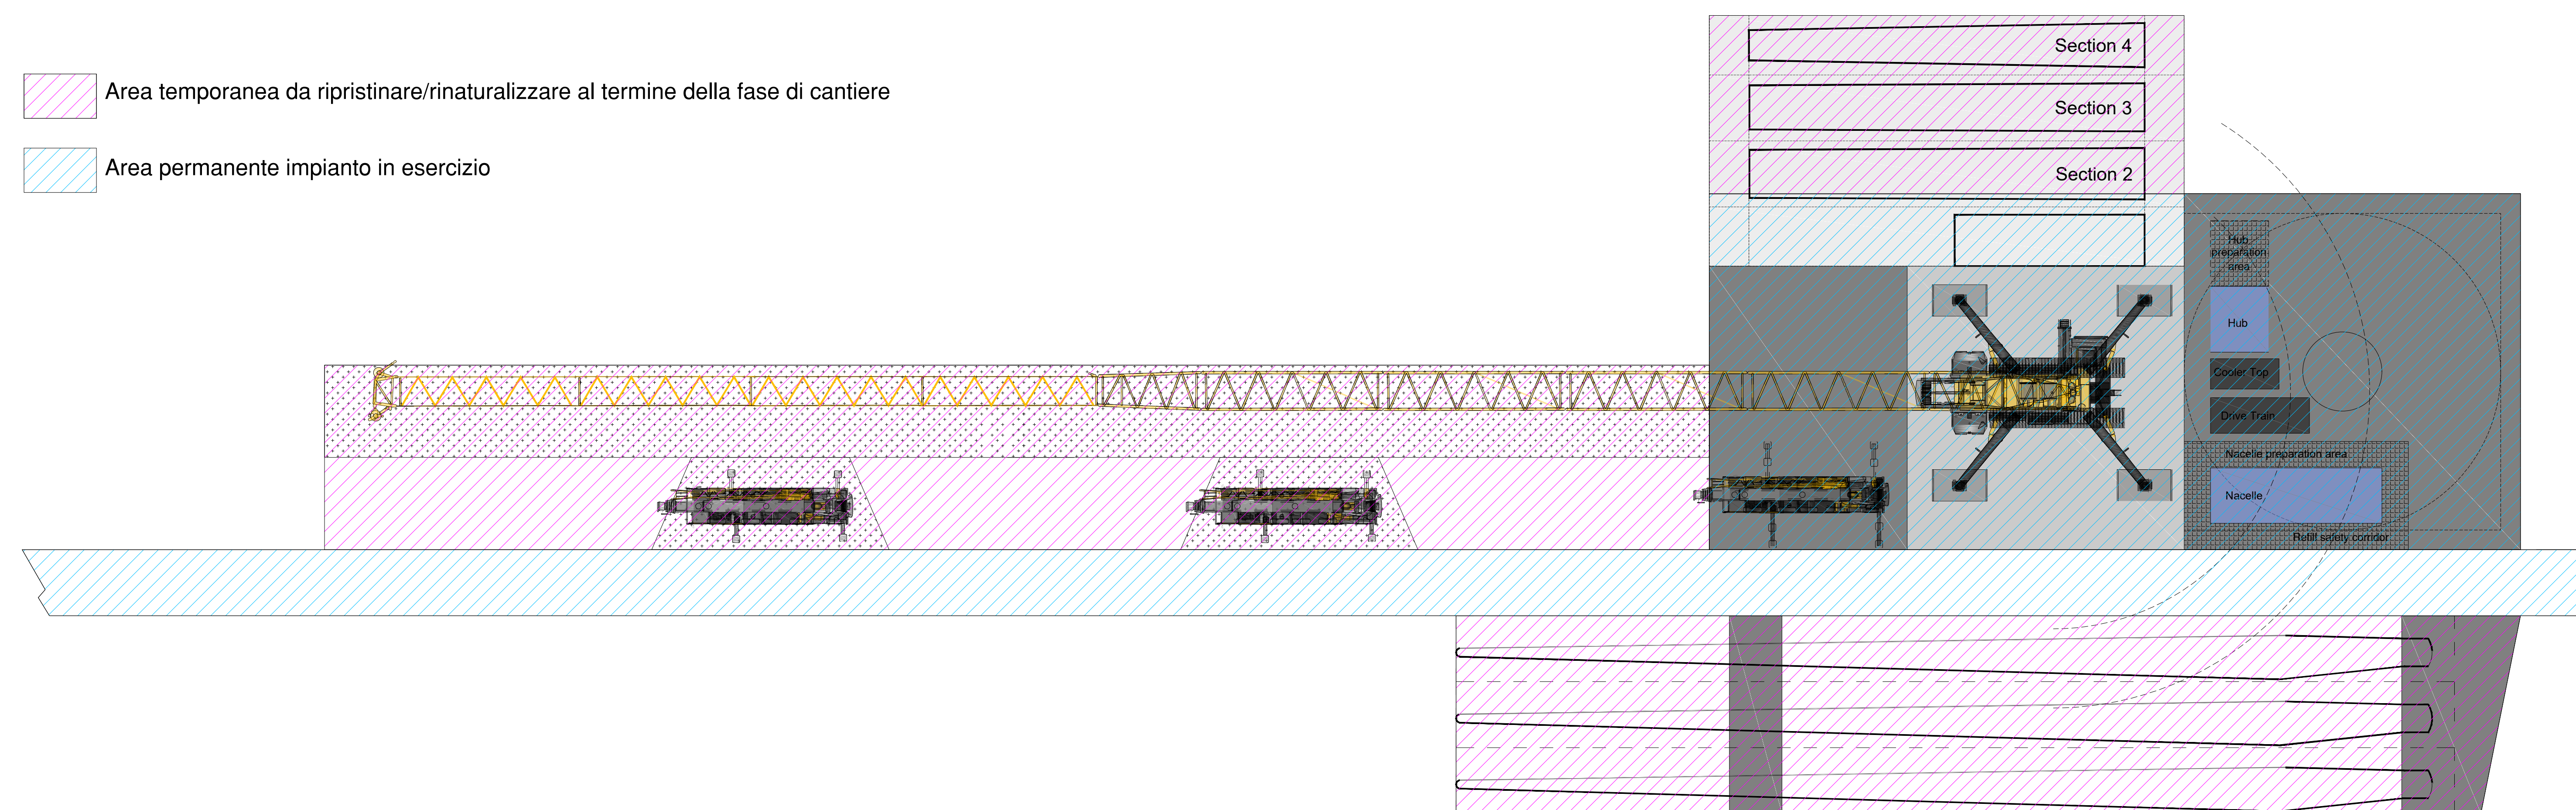 Area temporanea da ripristinare/rinaturalizzare al termine della fase di cantiere
Area permanente impianto in esercizio
Section 4
Section 3
Section 2
Hub
preparation
area
Hub
Cooler Top
Drive Train
Nacelle preparation area
Nacelle
Refill safety corridor